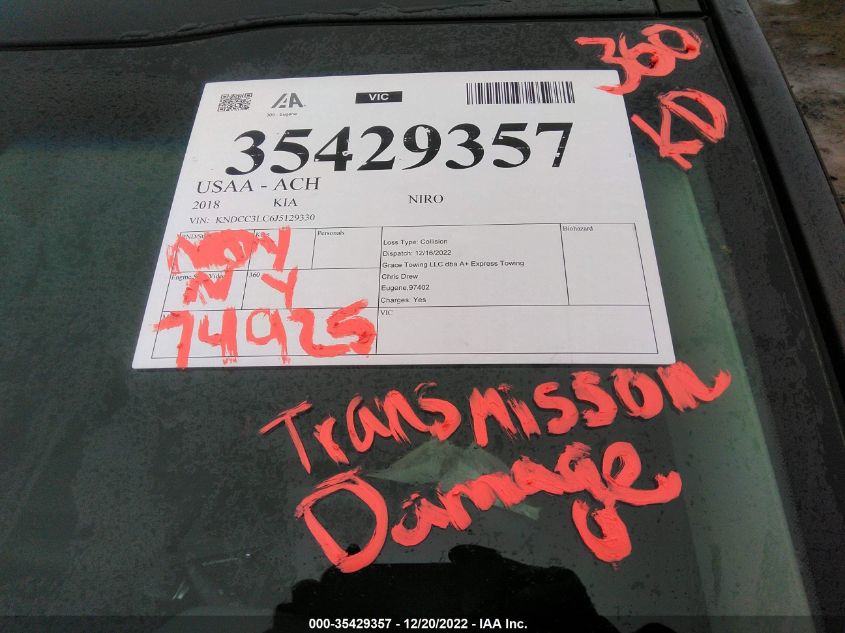 360
KD
IAA VIC
300 - Eugene
35429357
USAA - ACH
2018 KIA NIRO
VIN: KNDCC3LC6J5129330
Personals
Loss Type: Collision
Biohazard
Dispatch: 12/16/2022
Grace Towing LLC dba A+ Express Towing
Chris Drew
Eugene,97402
Charges: Yes
360
N Y
VIC
74925
Transmisson
Damage
000-35429357 - 12/20/2022 - IAA Inc.